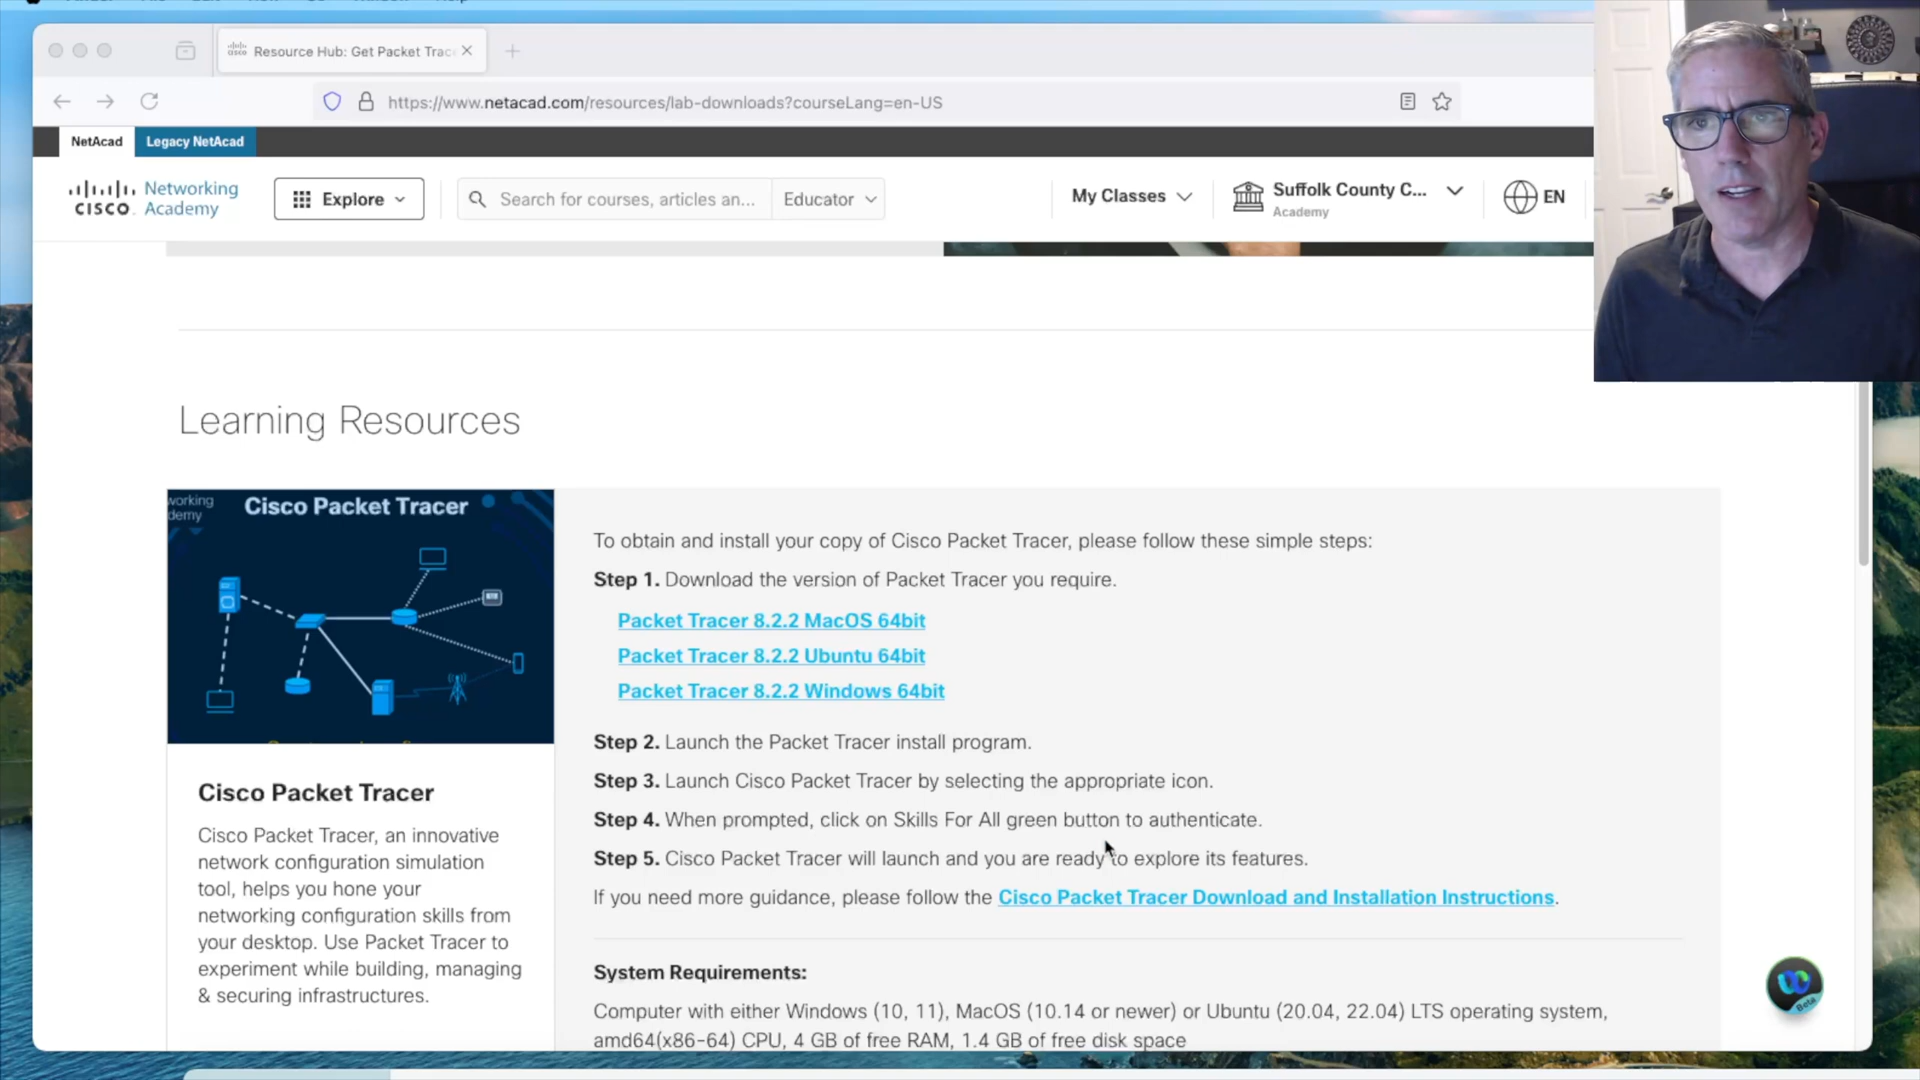 Resource Hub: Get Packet Trac
https://www.netacad.com/resources/lab-downloads?courseLang=en-US
NetAcad
Legacy NetAcad
CISCO
Networking
Academy
Explore
Search for courses, articles an...
Educator
My Classes
Suffolk County C...
Academy
EN
Learning Resources
working
demy
Cisco Packet Tracer
To obtain and install your copy of Cisco Packet Tracer, please follow these simple steps:
Step 1. Download the version of Packet Tracer you require.
Packet Tracer 8.2.2 MacOS 64bit
Packet Tracer 8.2.2 Ubuntu 64bit
Packet Tracer 8.2.2 Windows 64bit
Step 2. Launch the Packet Tracer install program.
Step 3. Launch Cisco Packet Tracer by selecting the appropriate icon.
Step 4. When prompted, click on Skills For All green button to authenticate.
Step 5. Cisco Packet Tracer will launch and you are ready to explore its features.
If you need more guidance, please follow the Cisco Packet Tracer Download and Installation Instructions.
Cisco Packet Tracer
Cisco Packet Tracer, an innovative
network configuration simulation
tool, helps you hone your
networking configuration skills from
your desktop. Use Packet Tracer to
experiment while building, managing
& securing infrastructures.
System Requirements:
Computer with either Windows (10, 11), MacOS (10.14 or newer) or Ubuntu (20.04, 22.04) LTS operating system,
amd64(x86-64) CPU, 4 GB of free RAM, 1.4 GB of free disk space
Beta